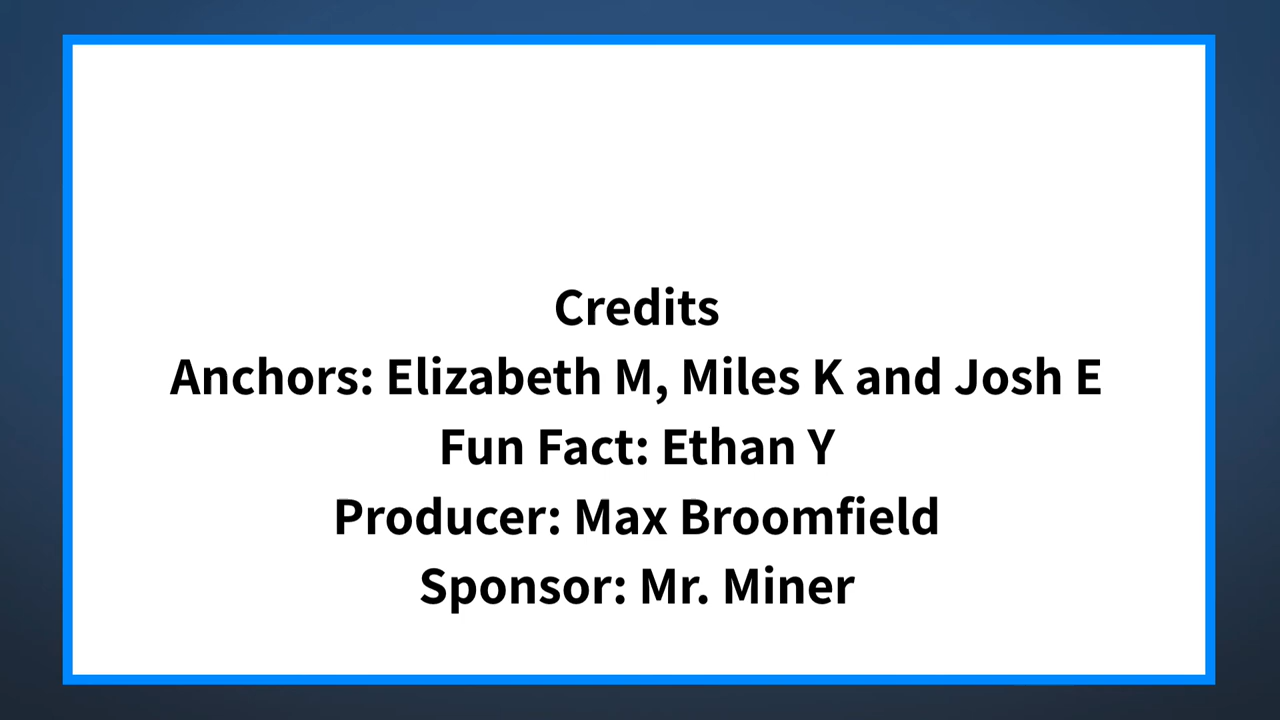 Credits
Anchors: Elizabeth M, Miles K and Josh E
Fun Fact: Ethan Y
Producer: Max Broomfield
Sponsor: Mr. Miner